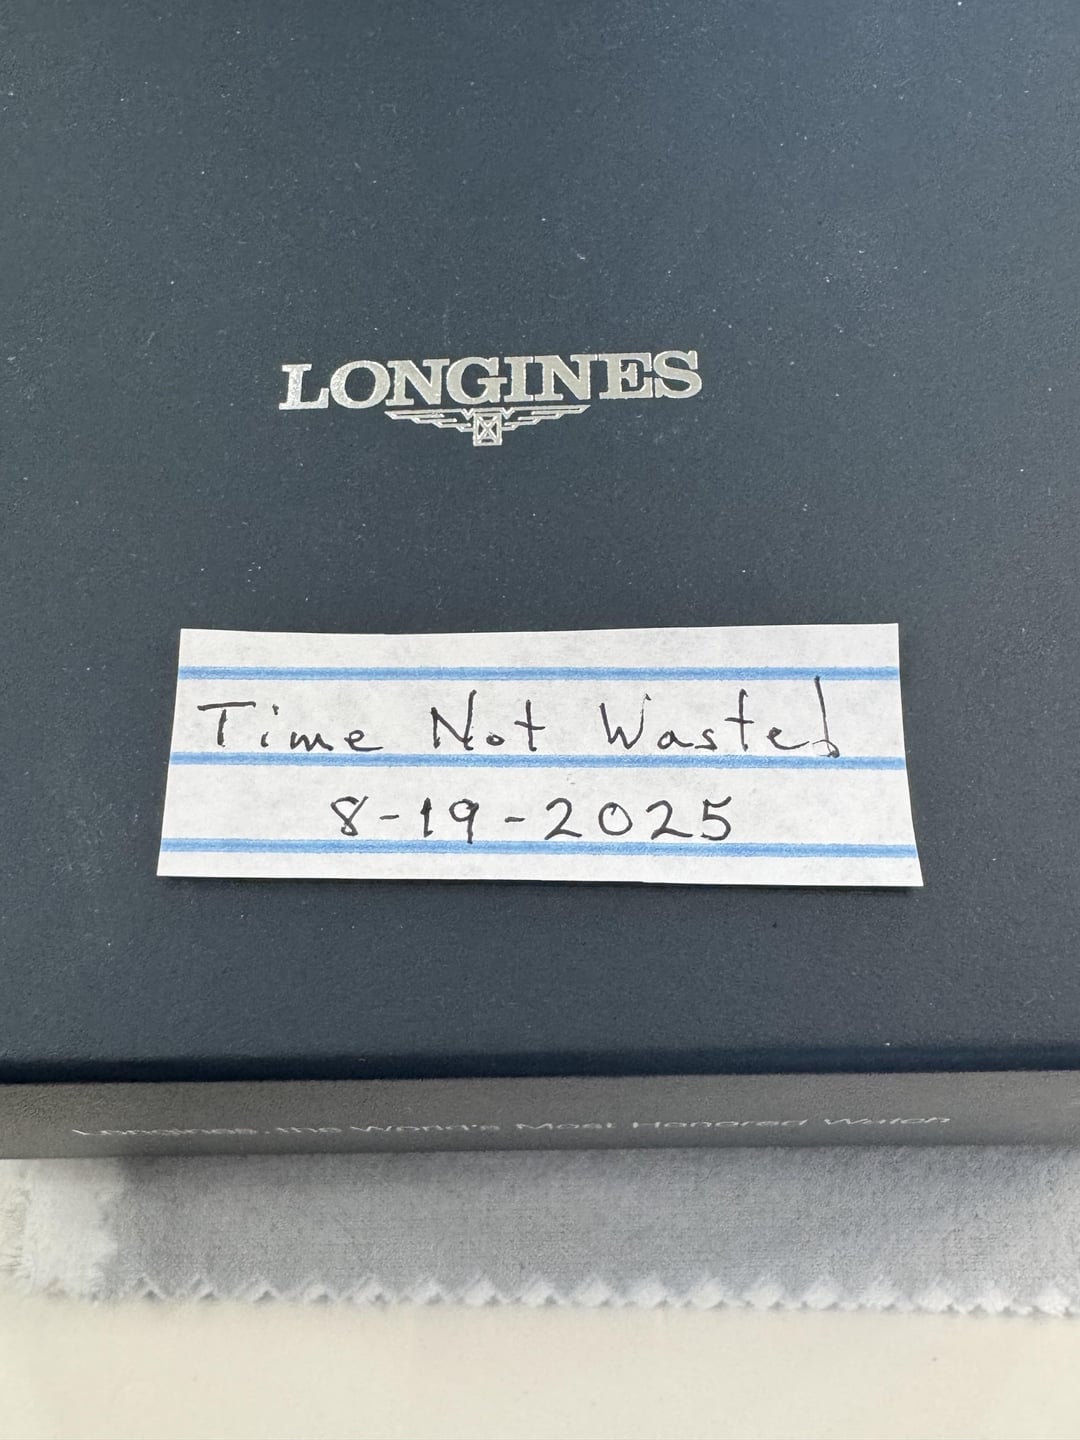 LONGINES
Time Not Wasted
8-19-2025
Longines, the World's Most Honored Watch